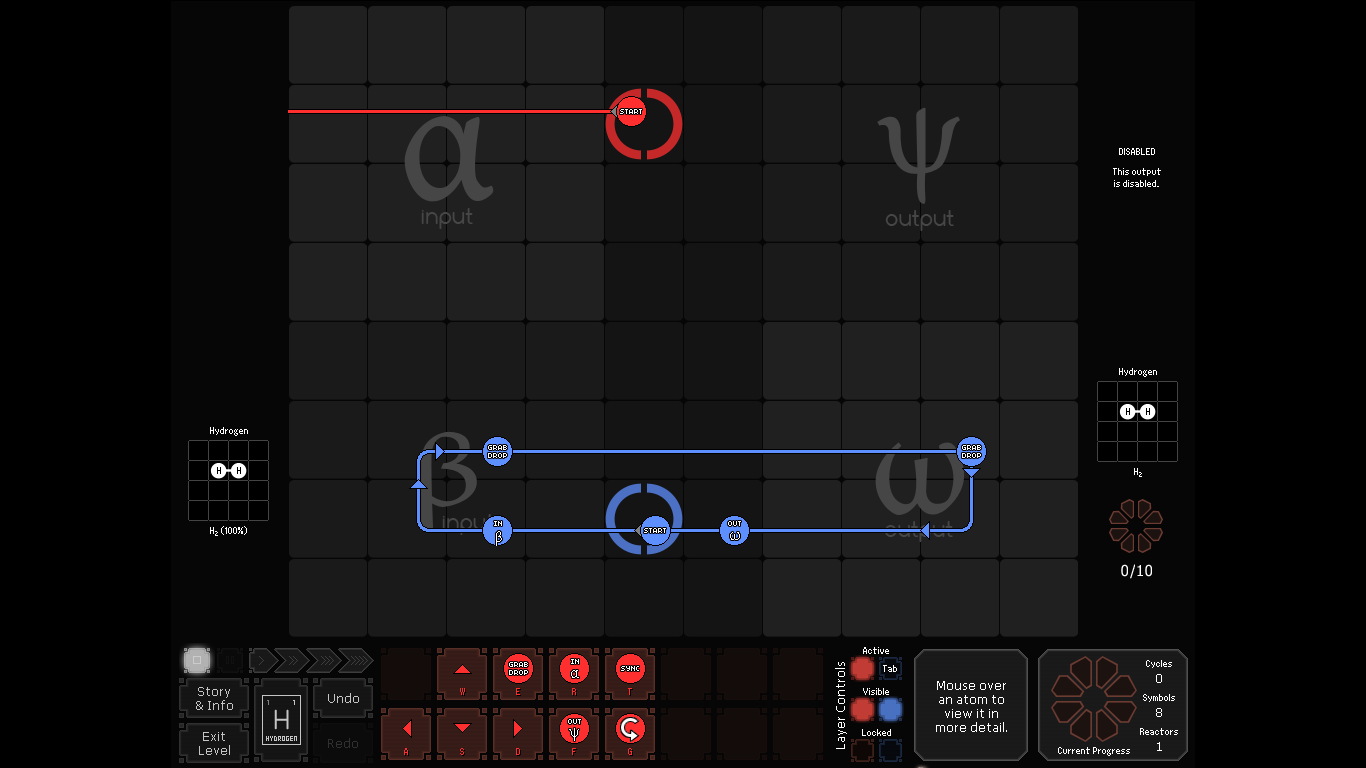 START
α
input
ψ
output
DISABLED
This output
is disabled.
Hydrogen
H H
H₂ (100%)
GRAB
DROP
GRAB
DROP
β
input
ω
output
IN
β
START
OUT
ω
Hydrogen
H H
H₂
0/10
Story
& Info
Exit
Level
1 1
H
HYDROGEN
Undo
Redo
W
GRAB
DROP
E
IN
α
R
SYNC
T
A
S
D
OUT
ψ
F
G
Layer Controls
Active
Tab
Visible
Locked
Mouse over
an atom to
view it in
more detail.
Cycles
0
Symbols
8
Reactors
1
Current Progress